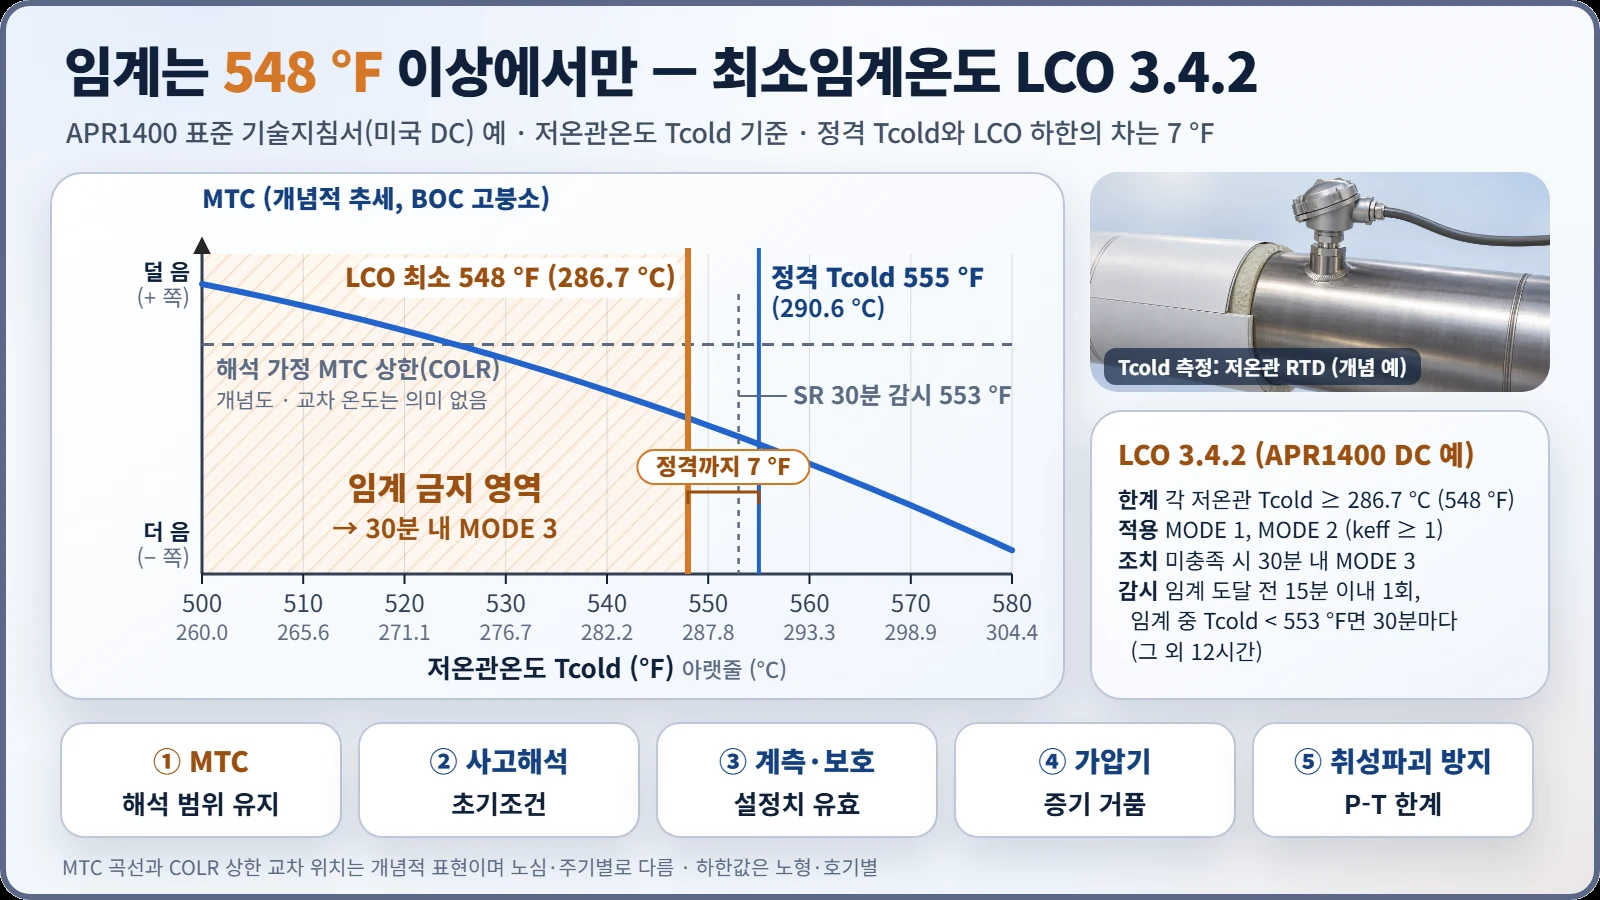 임계는 548 °F 이상에서만 — 최소임계온도 LCO 3.4.2
APR1400 표준 기술지침서(미국 DC) 예 · 저온관온도 Tcold 기준 · 정격 Tcold와 LCO 하한의 차는 7 °F
MTC (개념적 추세, BOC 고붕소)
덜 음
(+ 쪽)
LCO 최소 548 °F (286.7 °C)
정격 Tcold 555 °F
(290.6 °C)
해석 가정 MTC 상한(COLR)
개념도 · 교차 온도는 의미 없음
SR 30분 감시 553 °F
정격까지 7 °F
임계 금지 영역
→ 30분 내 MODE 3
더 음
(− 쪽)
500 510 520 530 540 550 560 570 580
260.0 265.6 271.1 276.7 282.2 287.8 293.3 298.9 304.4
저온관온도 Tcold (°F) 아랫줄 (°C)
Tcold 측정: 저온관 RTD (개념 예)
LCO 3.4.2 (APR1400 DC 예)
한계 각 저온관 Tcold ≥ 286.7 °C (548 °F)
적용 MODE 1, MODE 2 (keff ≥ 1)
조치 미충족 시 30분 내 MODE 3
감시 임계 도달 전 15분 이내 1회,
임계 중 Tcold < 553 °F면 30분마다
(그 외 12시간)
① MTC
해석 범위 유지
② 사고해석
초기조건
③ 계측·보호
설정치 유효
④ 가압기
증기 거품
⑤ 취성파괴 방지
P-T 한계
MTC 곡선과 COLR 상한 교차 위치는 개념적 표현이며 노심·주기별로 다름 · 하한값은 노형·호기별